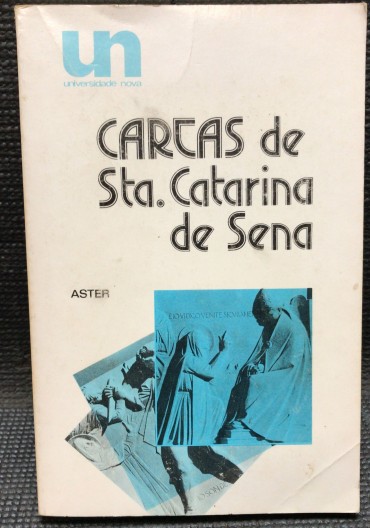 un
universidade nova
CARTAS de
Sta. Catarina
de Sena
ASTER